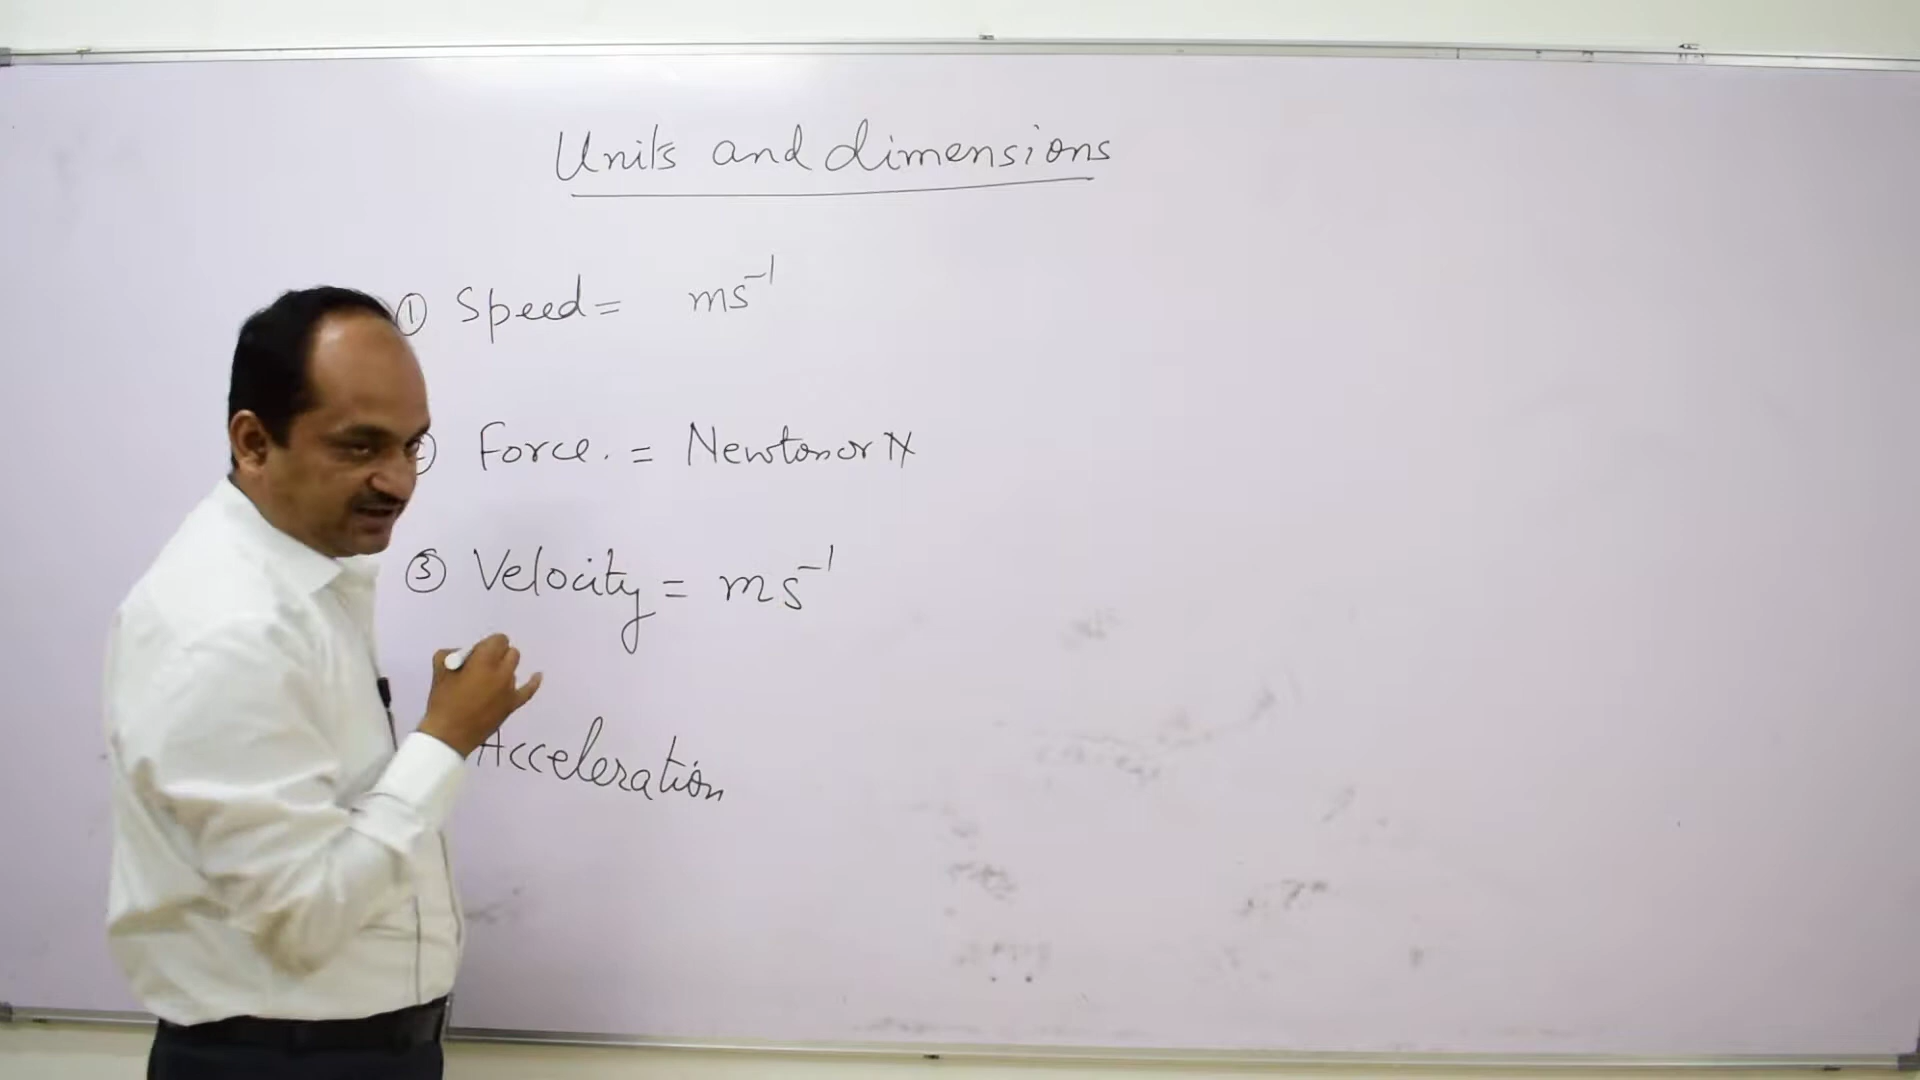 Units and dimensions
① Speed = ms⁻¹
Force. = Newton or N
③ Velocity = ms⁻¹
Acceleration